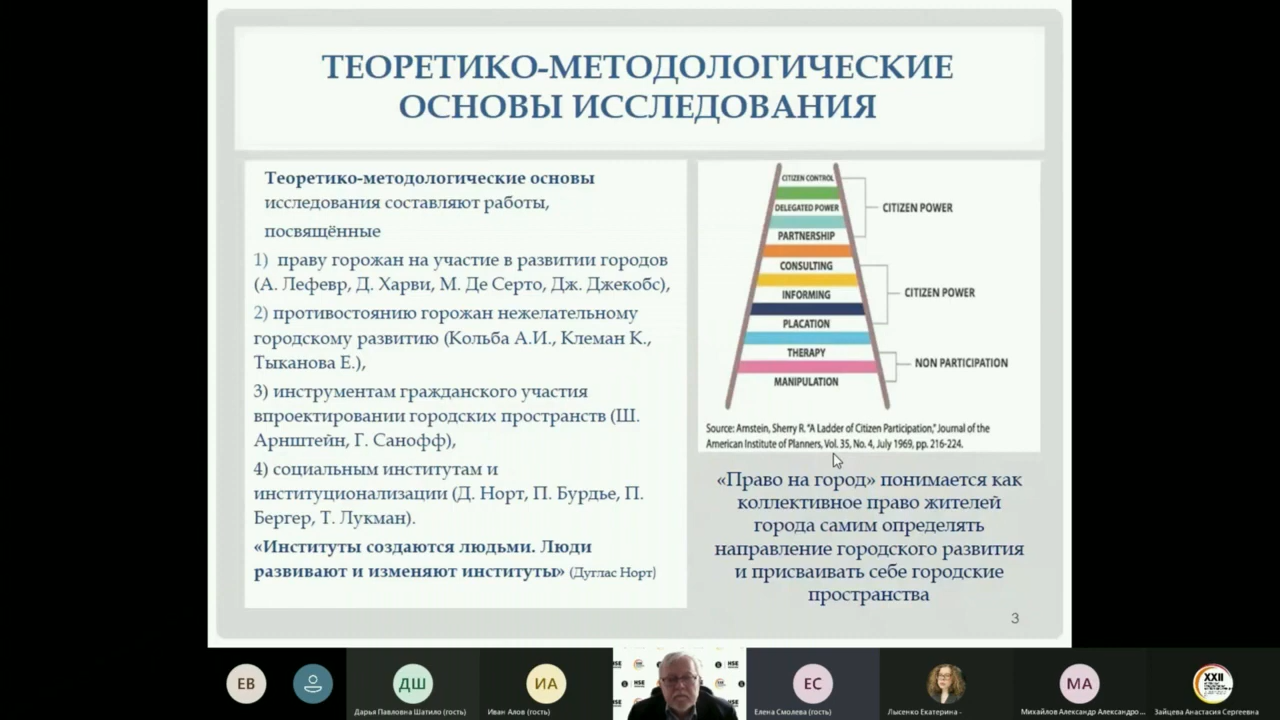 ТЕОРЕТИКО-МЕТОДОЛОГИЧЕСКИЕ
ОСНОВЫ ИССЛЕДОВАНИЯ
Теоретико-методологические основы
исследования составляют работы,
посвящённые
1) праву горожан на участие в развитии городов
(А. Лефевр, Д. Харви, М. Де Серто, Дж. Джекобс),
2) противостоянию горожан нежелательному
городскому развитию (Кольба А.И., Клеман К.,
Тыканова Е.),
3) инструментам гражданского участия
впроектировании городских пространств (Ш.
Арнштейн, Г. Санофф),
4) социальным институтам и
институционализации (Д. Норт, П. Бурдье, П.
Бергер, Т. Лукман).
«Институты создаются людьми. Люди
развивают и изменяют институты» (Дуглас Норт)
CITIZEN CONTROL
DELEGATED POWER
PARTNERSHIP
CITIZEN POWER
CONSULTING
INFORMING
PLACATION
CITIZEN POWER
THERAPY
MANIPULATION
NON PARTICIPATION
Source: Arnstein, Sherry R. "A Ladder of Citizen Participation," Journal of the
American Institute of Planners, Vol. 35, No. 4, July 1969, pp. 216-224.
«Право на город» понимается как
коллективное право жителей
города самим определять
направление городского развития
и присваивать себе городские
пространства
3
ЕВ
ДШ
Дарья Павловна Шатило (гость)
ИА
Иван Алов (гость)
HSE
HSE
HSE
ЕС
Елена Смолева (гость)
Лысенко Екатерина -
МА
Михайлов Александр Александро...
XXII
Зайцева Анастасия Сергеевна